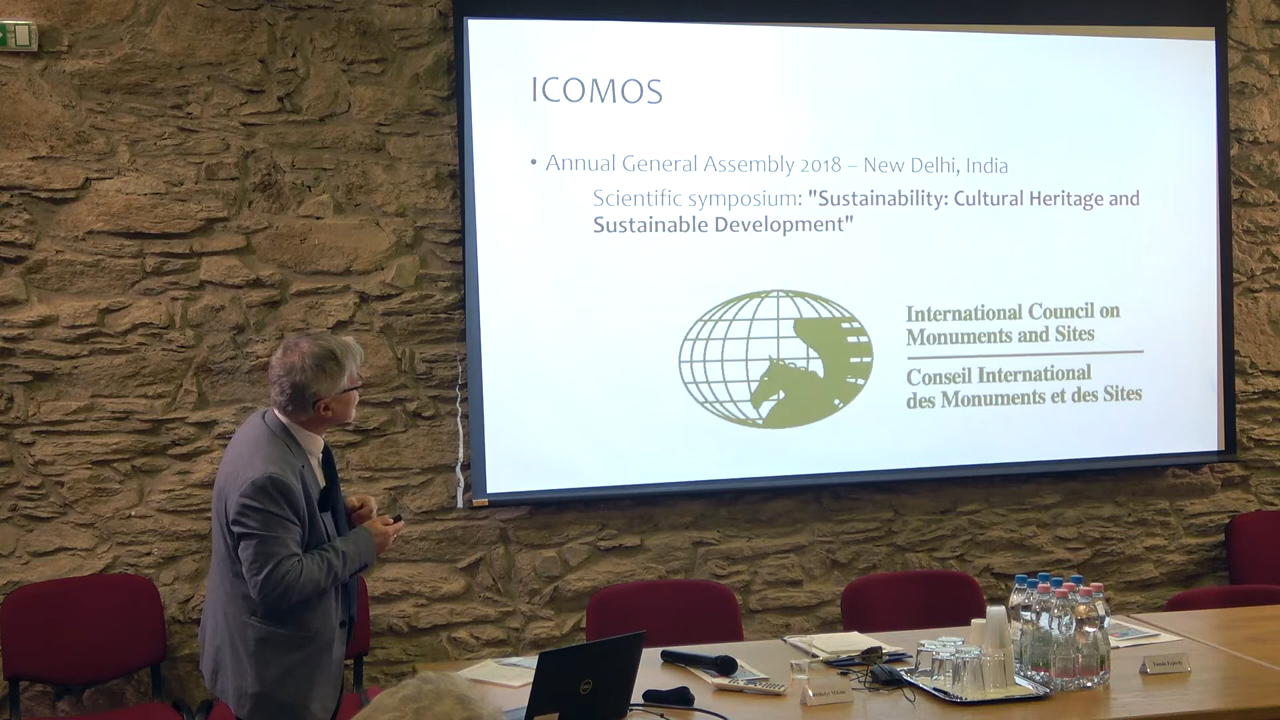 ICOMOS
• Annual General Assembly 2018 – New Delhi, India
Scientific symposium: "Sustainability: Cultural Heritage and
Sustainable Development"
International Council on
Monuments and Sites
Conseil International
des Monuments et des Sites
DELL